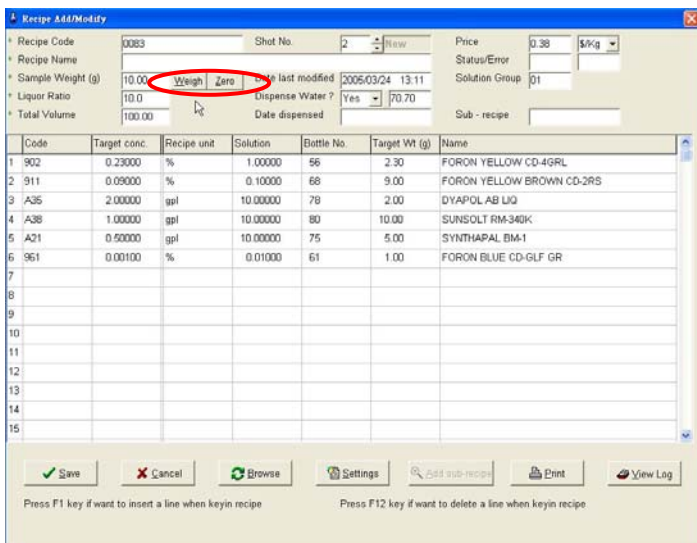 Recipe Add/Modify
* Recipe Code 0083 Shot No. 2 New Price 0.38 $/Kg
* Recipe Name Status/Error
* Sample Weight (g) 10.00 Weigh Zero Date last modified 2006/03/24 13:11 Solution Group 01
* Liquor Ratio 10.0 Dispense Water ? Yes 70.70
* Total Volume 100.00 Date dispensed Sub - recipe
Code Target conc. Recipe unit Solution Bottle No. Target Wt (g) Name
1 902 0.23000 % 1.00000 56 2.30 FORON YELLOW CD-4GRL
2 911 0.09000 % 0.10000 68 9.00 FORON YELLOW BROWN CD-2RS
3 A35 2.00000 gpl 10.00000 78 2.00 DYAPOL AB LIQ
4 A38 1.00000 gpl 10.00000 80 10.00 SUNSOLT RM-340K
5 A21 0.50000 gpl 10.00000 75 5.00 SYNTHAPAL BM-1
6 961 0.00100 % 0.01000 61 1.00 FORON BLUE CD-GLF GR
7
8
9
10
11
12
13
14
15
Save Cancel Browse Settings Add sub-recipe Print View Log
Press F1 key if want to insert a line when keyin recipe Press F12 key if want to delete a line when keyin recipe